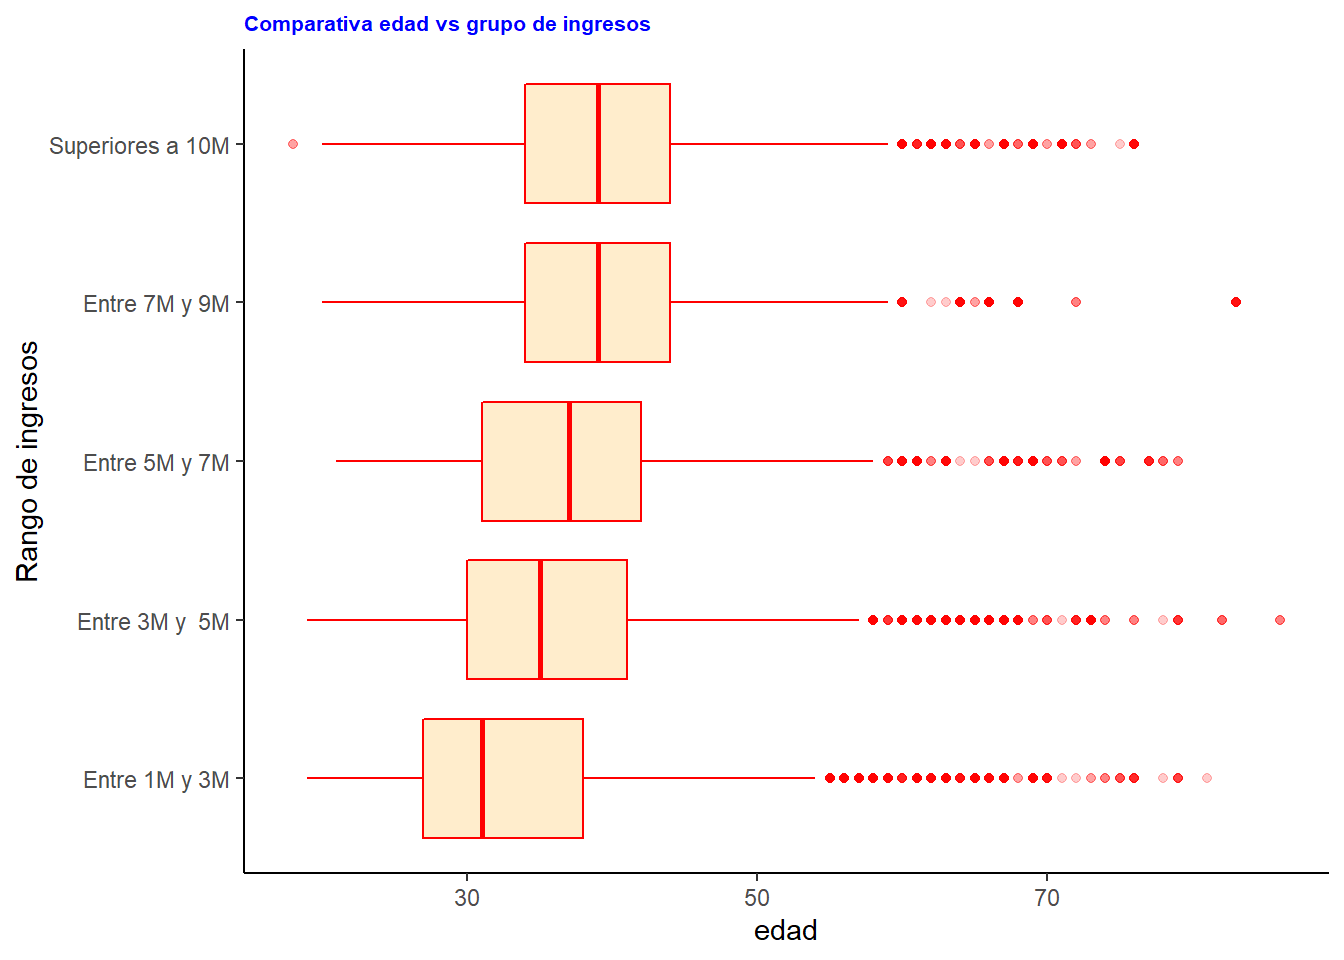 Comparativa edad vs grupo de ingresos
Rango de ingresos
Superiores a 10M
Entre 7M y 9M
Entre 5M y 7M
Entre 3M y  5M
Entre 1M y 3M
30 50 70
edad